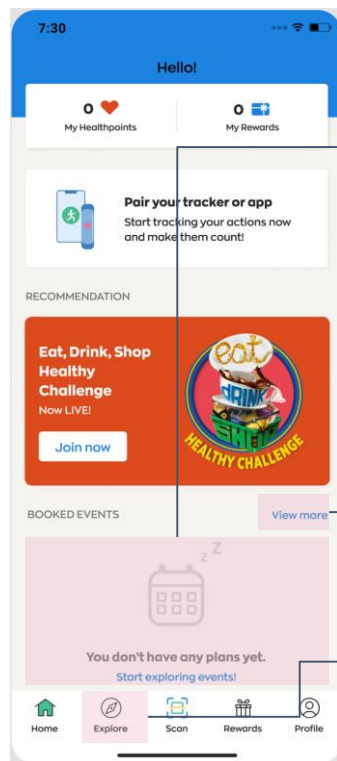 7:30
Hello!
0
My Healthpoints
0
My Rewards
Pair your tracker or app
Start tracking your actions now
and make them count!
RECOMMENDATION
Eat, Drink, Shop
Healthy
Challenge
Now LIVE!
Join now
eat
DRINK
SHOP
HEALTHY CHALLENGE
BOOKED EVENTS
View more
z Z
You don't have any plans yet.
Start exploring events!
Home
Explore
Scan
Rewards
Profile